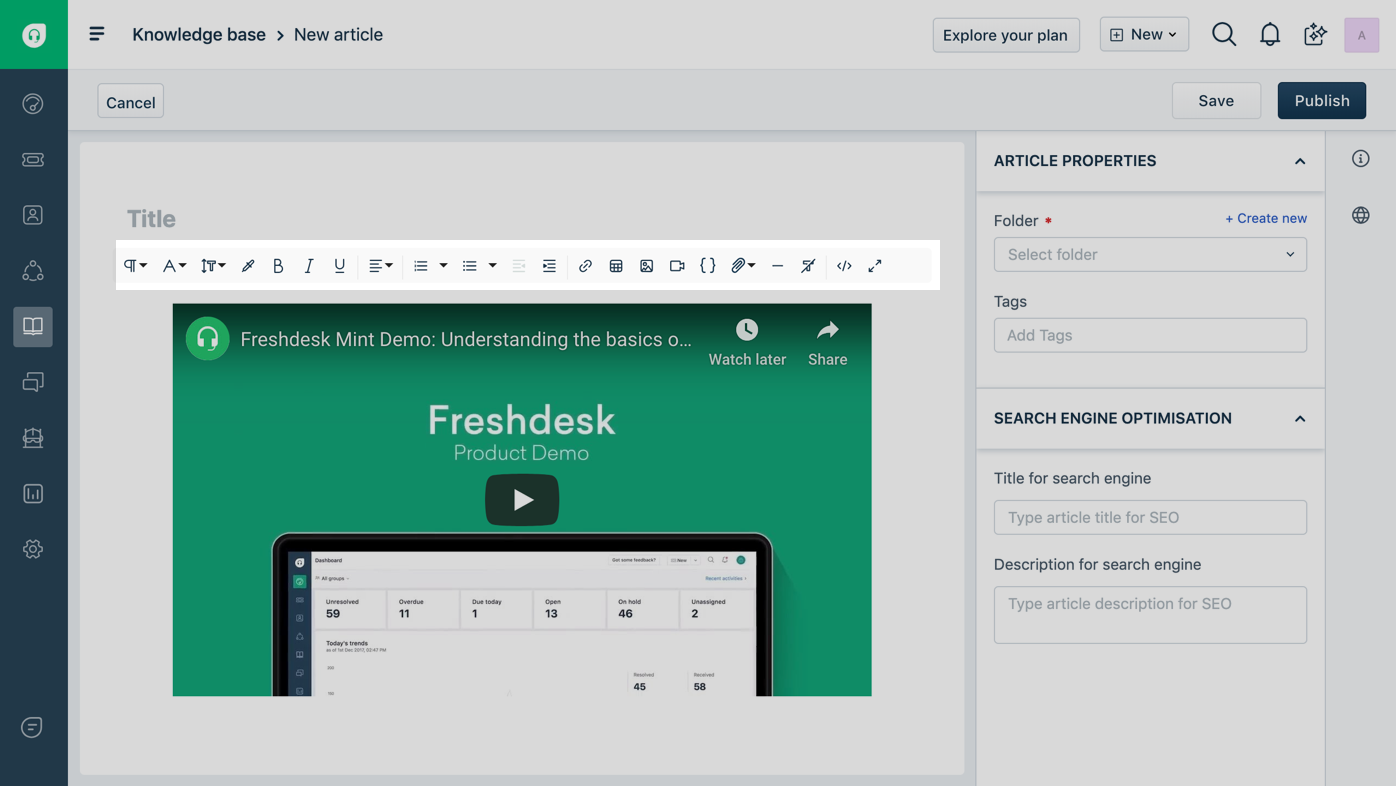 Knowledge base > New article
Explore your plan
New
A
Cancel
Save
Publish
Title
Freshdesk Mint Demo: Understanding the basics o...
Watch later
Share
Freshdesk
Product Demo
Dashboard
Got some feedback?
New
All groups
Recent activities ›
Unresolved
59
Overdue
11
Due today
1
Open
13
On hold
46
Unassigned
2
Today's trends
as of 1st Dec 2017, 02:47 PM
200
Resolved
45
Received
58
ARTICLE PROPERTIES
Folder *
+ Create new
Select folder
Tags
Add Tags
SEARCH ENGINE OPTIMISATION
Title for search engine
Type article title for SEO
Description for search engine
Type article description for SEO